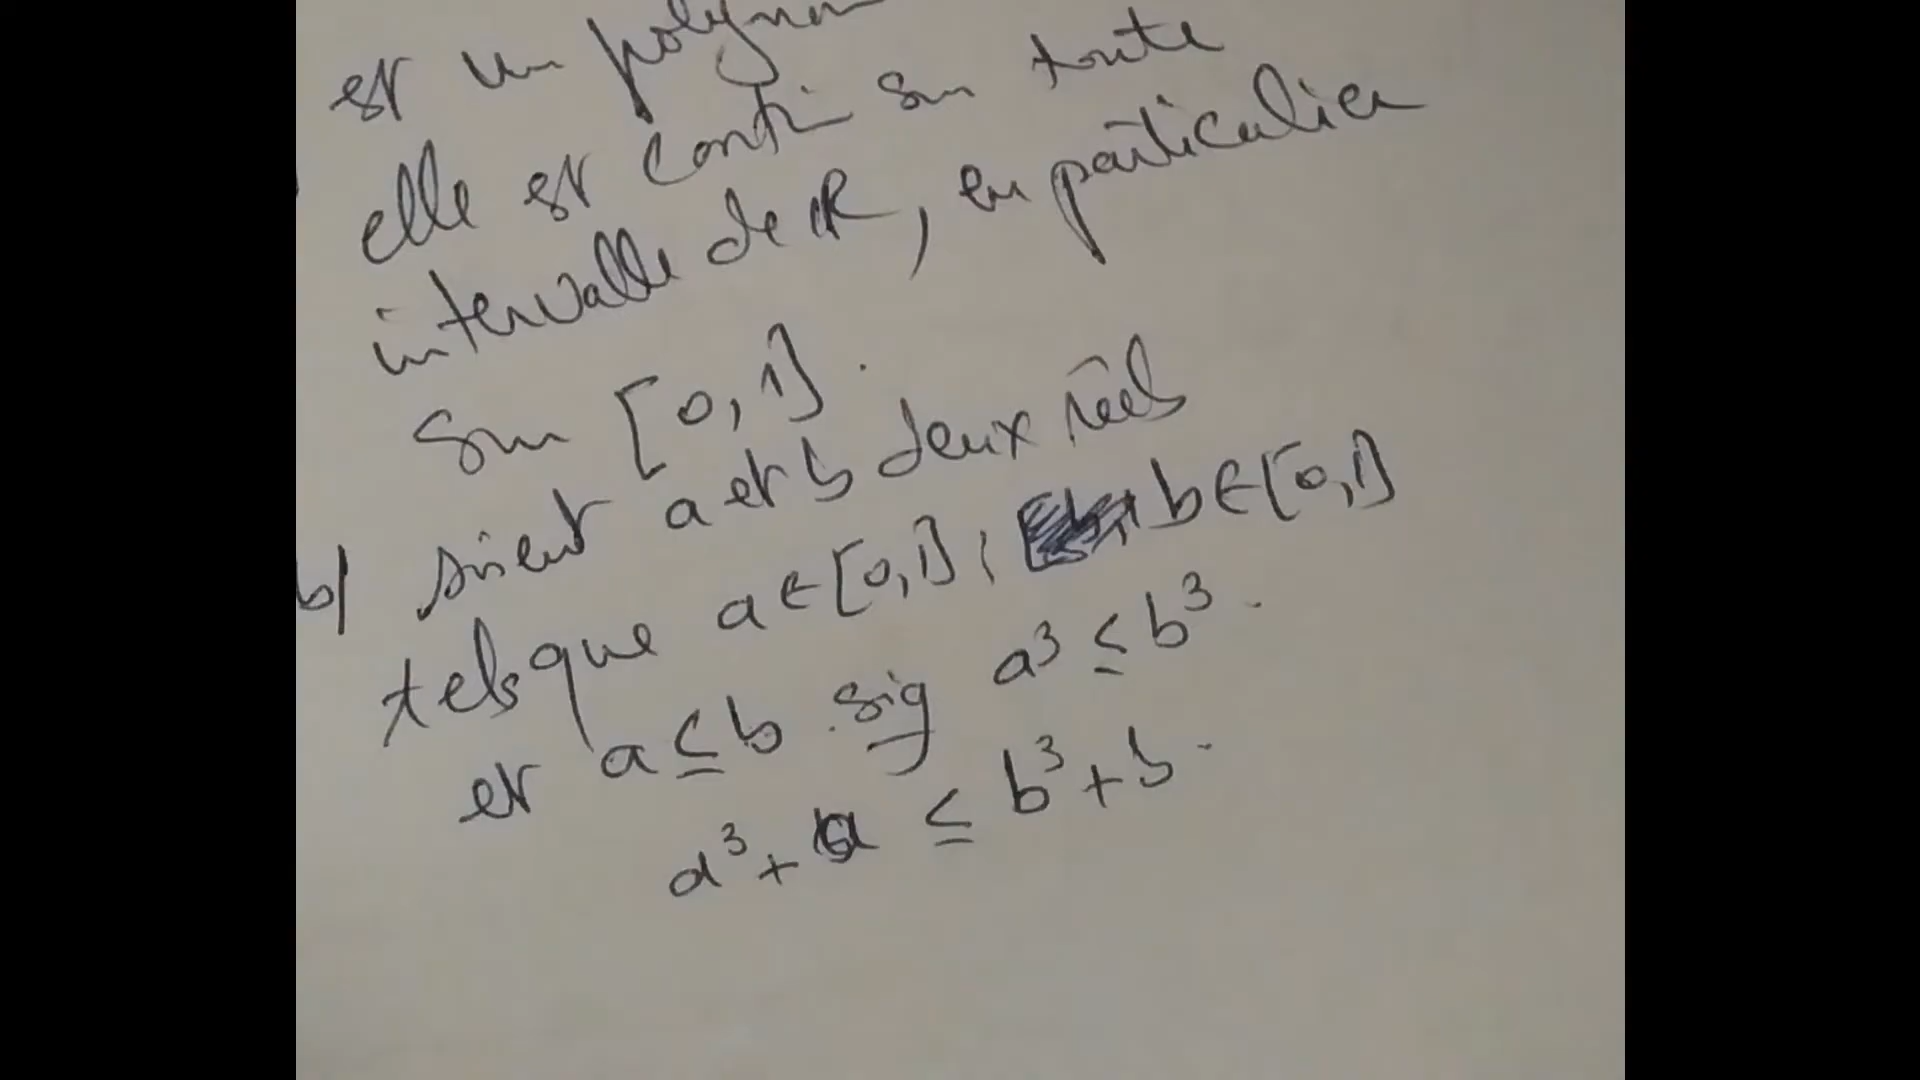 est un polynom
elle est conti sur toute
intervalle de ℝ, en particulier
sur [0,1].
b/ soient a et b deux réels
tels que a ∈ [0,1] ; b ∈ [0,1]
et a ≤ b sig a³ ≤ b³.
a³ + a ≤ b³ + b.